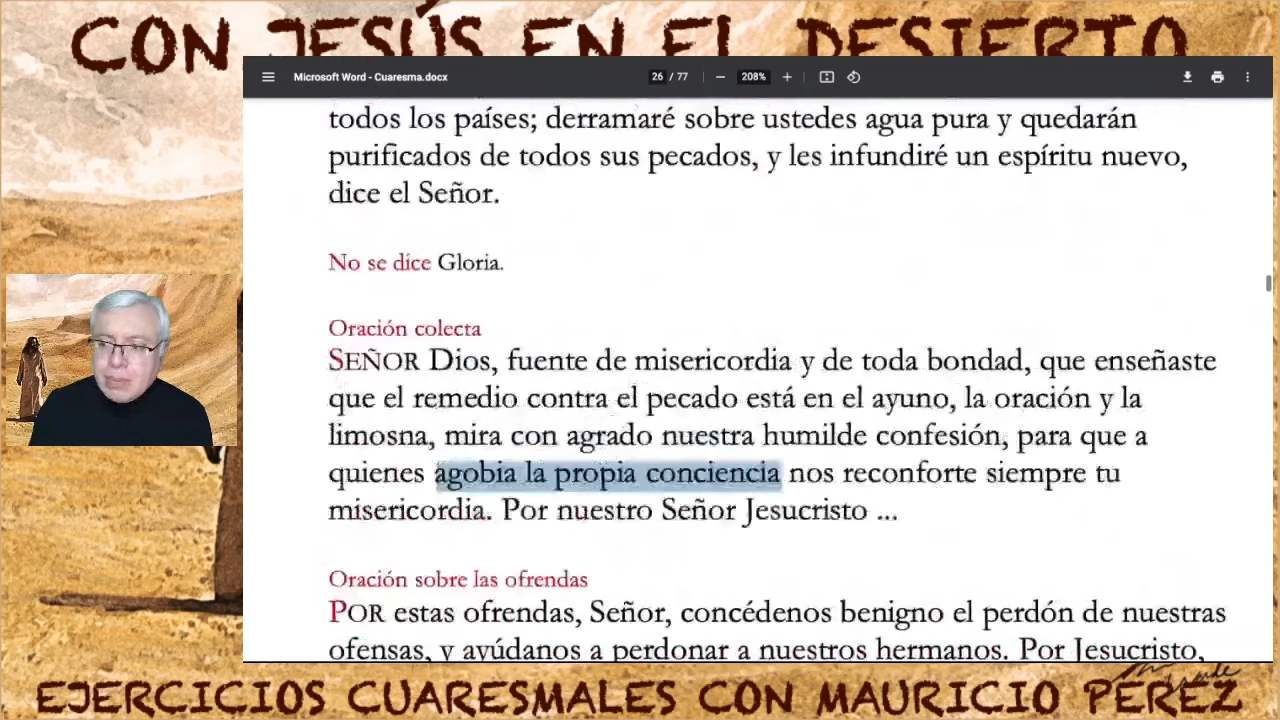 CON JESÚS EN EL DESIERTO
Microsoft Word - Cuaresma.docx
26 / 77
208%
todos los países; derramaré sobre ustedes agua pura y quedarán
purificados de todos sus pecados, y les infundiré un espíritu nuevo,
dice el Señor.
No se dice Gloria.
Oración colecta
SEÑOR Dios, fuente de misericordia y de toda bondad, que enseñaste
que el remedio contra el pecado está en el ayuno, la oración y la
limosna, mira con agrado nuestra humilde confesión, para que a
quienes agobia la propia conciencia nos reconforte siempre tu
misericordia. Por nuestro Señor Jesucristo ...
Oración sobre las ofrendas
POR estas ofrendas, Señor, concédenos benigno el perdón de nuestras
ofensas, y ayúdanos a perdonar a nuestros hermanos. Por Jesucristo,
EJERCICIOS CUARESMALES CON MAURICIO PÉREZ